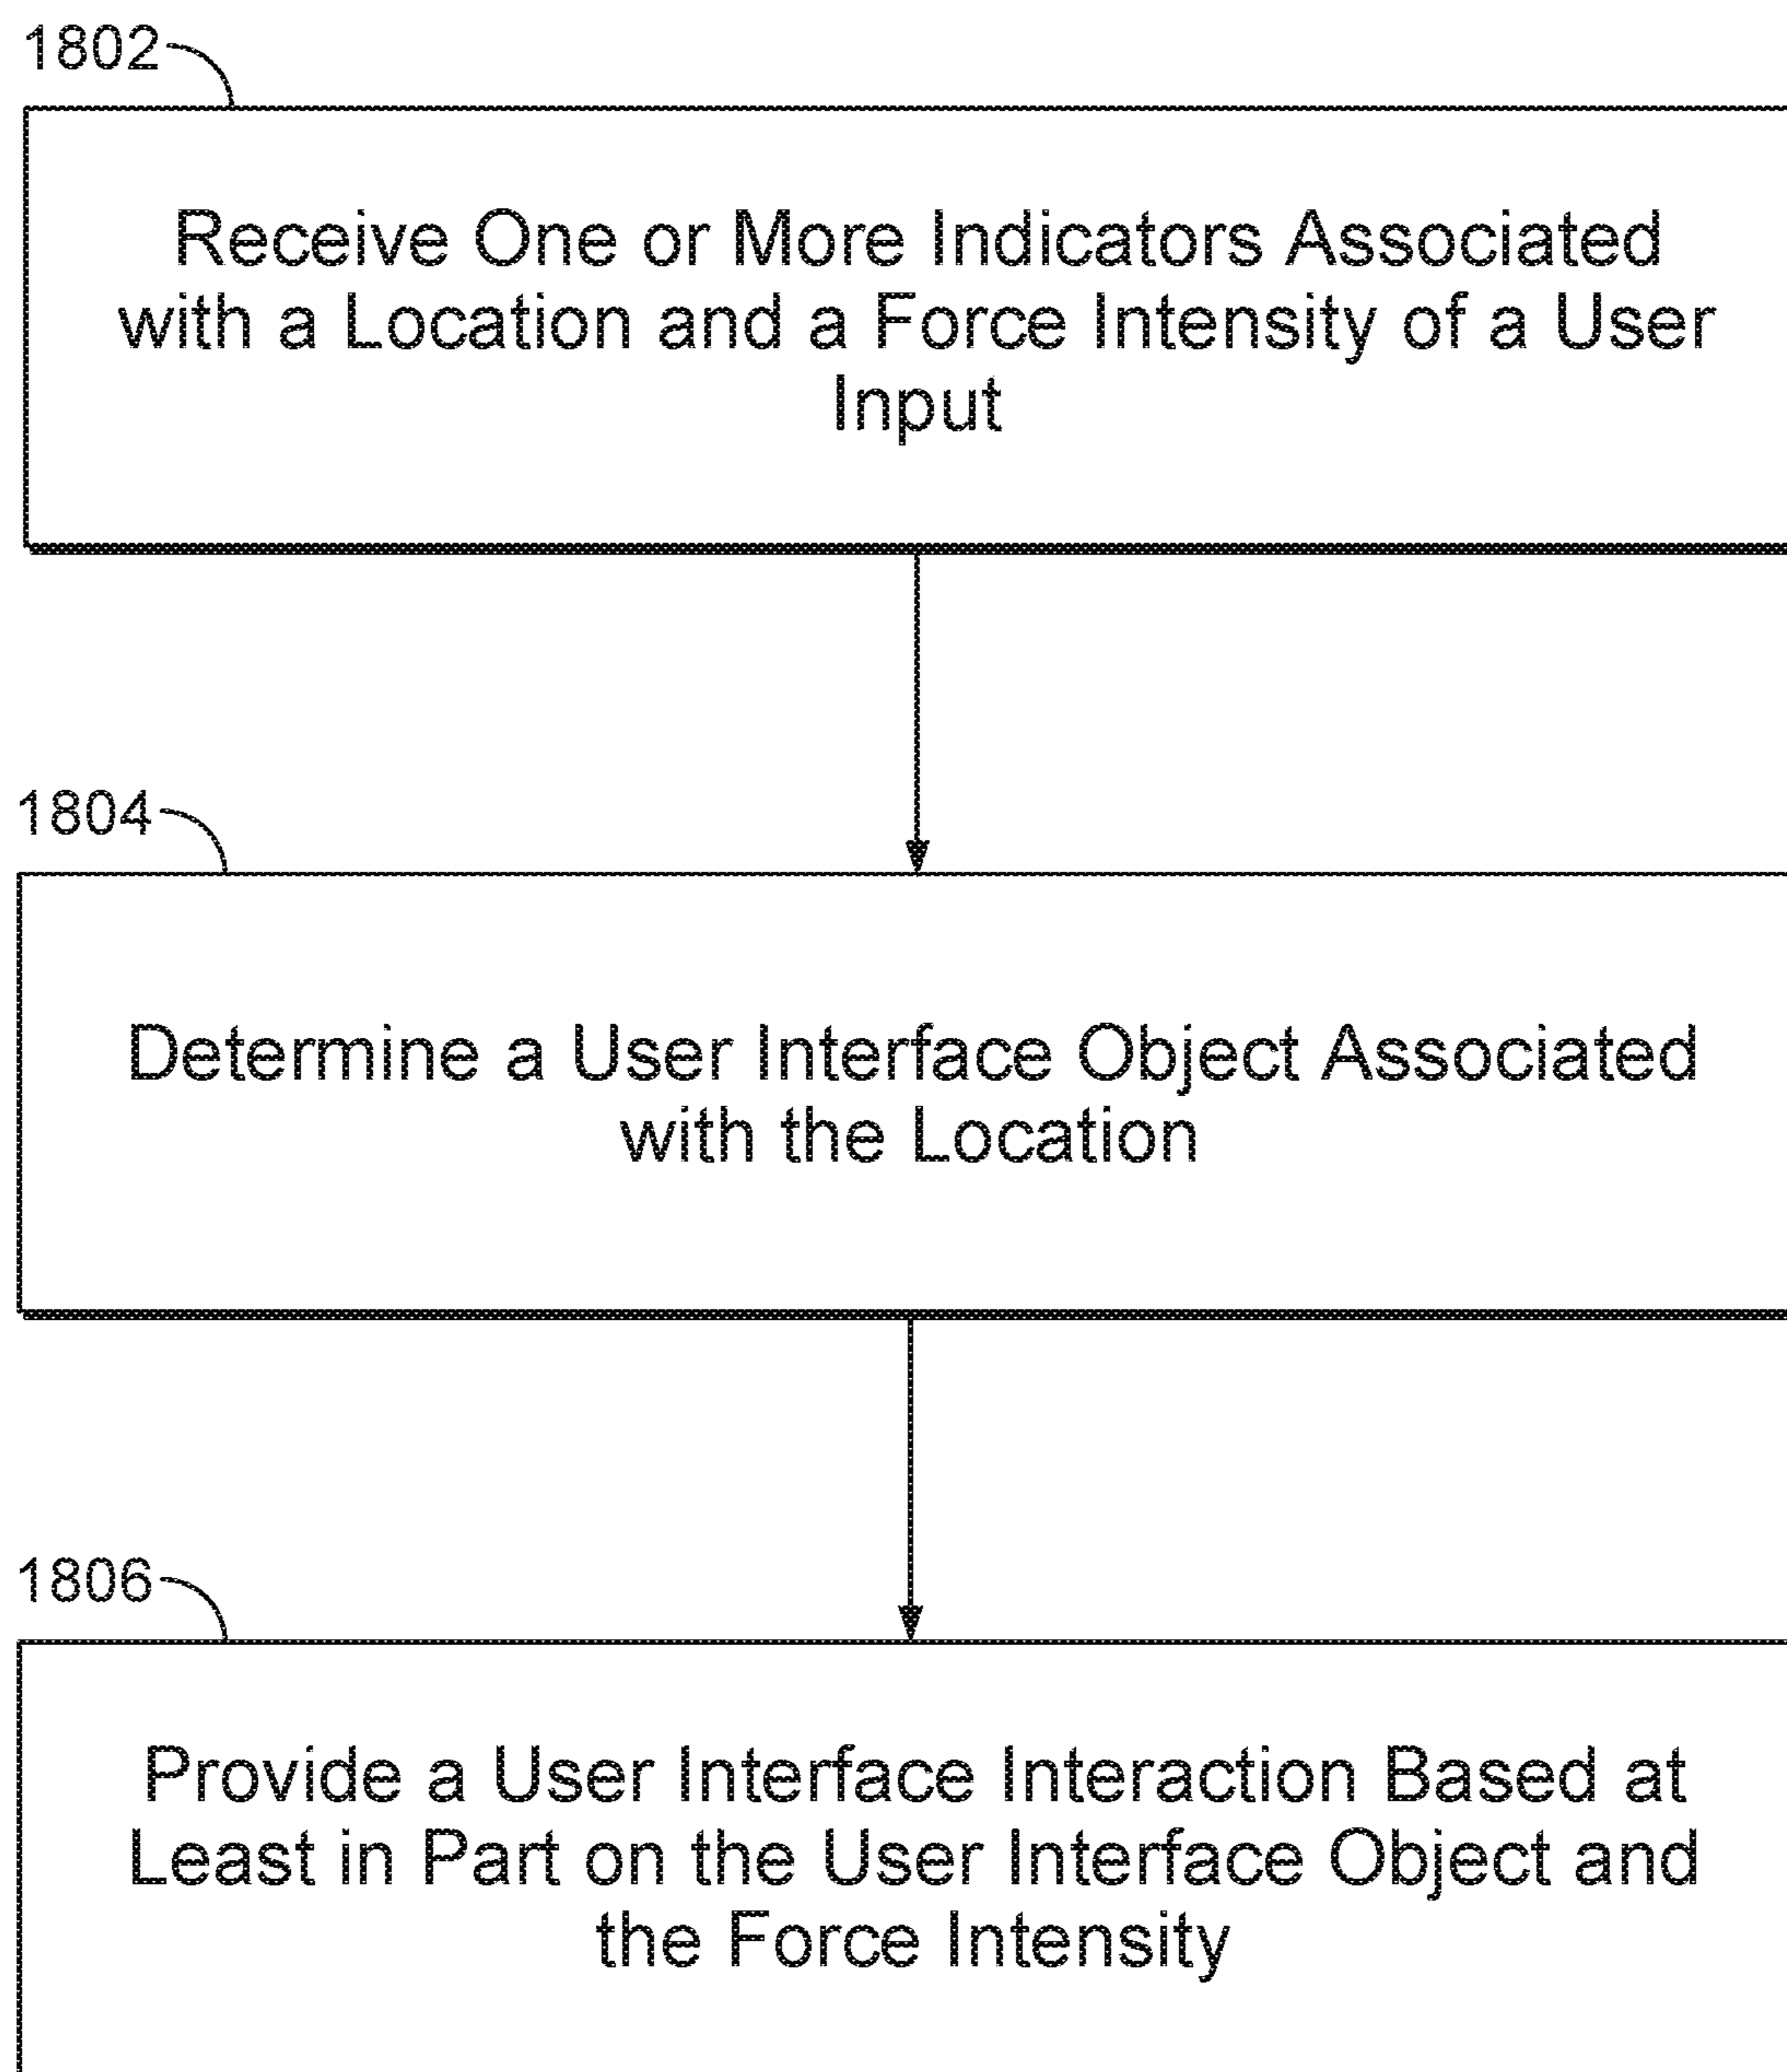 1802
Receive One or More Indicators Associated
with a Location and a Force Intensity of a User
Input
1804
Determine a User Interface Object Associated
with the Location
1806
Provide a User Interface Interaction Based at
Least in Part on the User Interface Object and
the Force Intensity